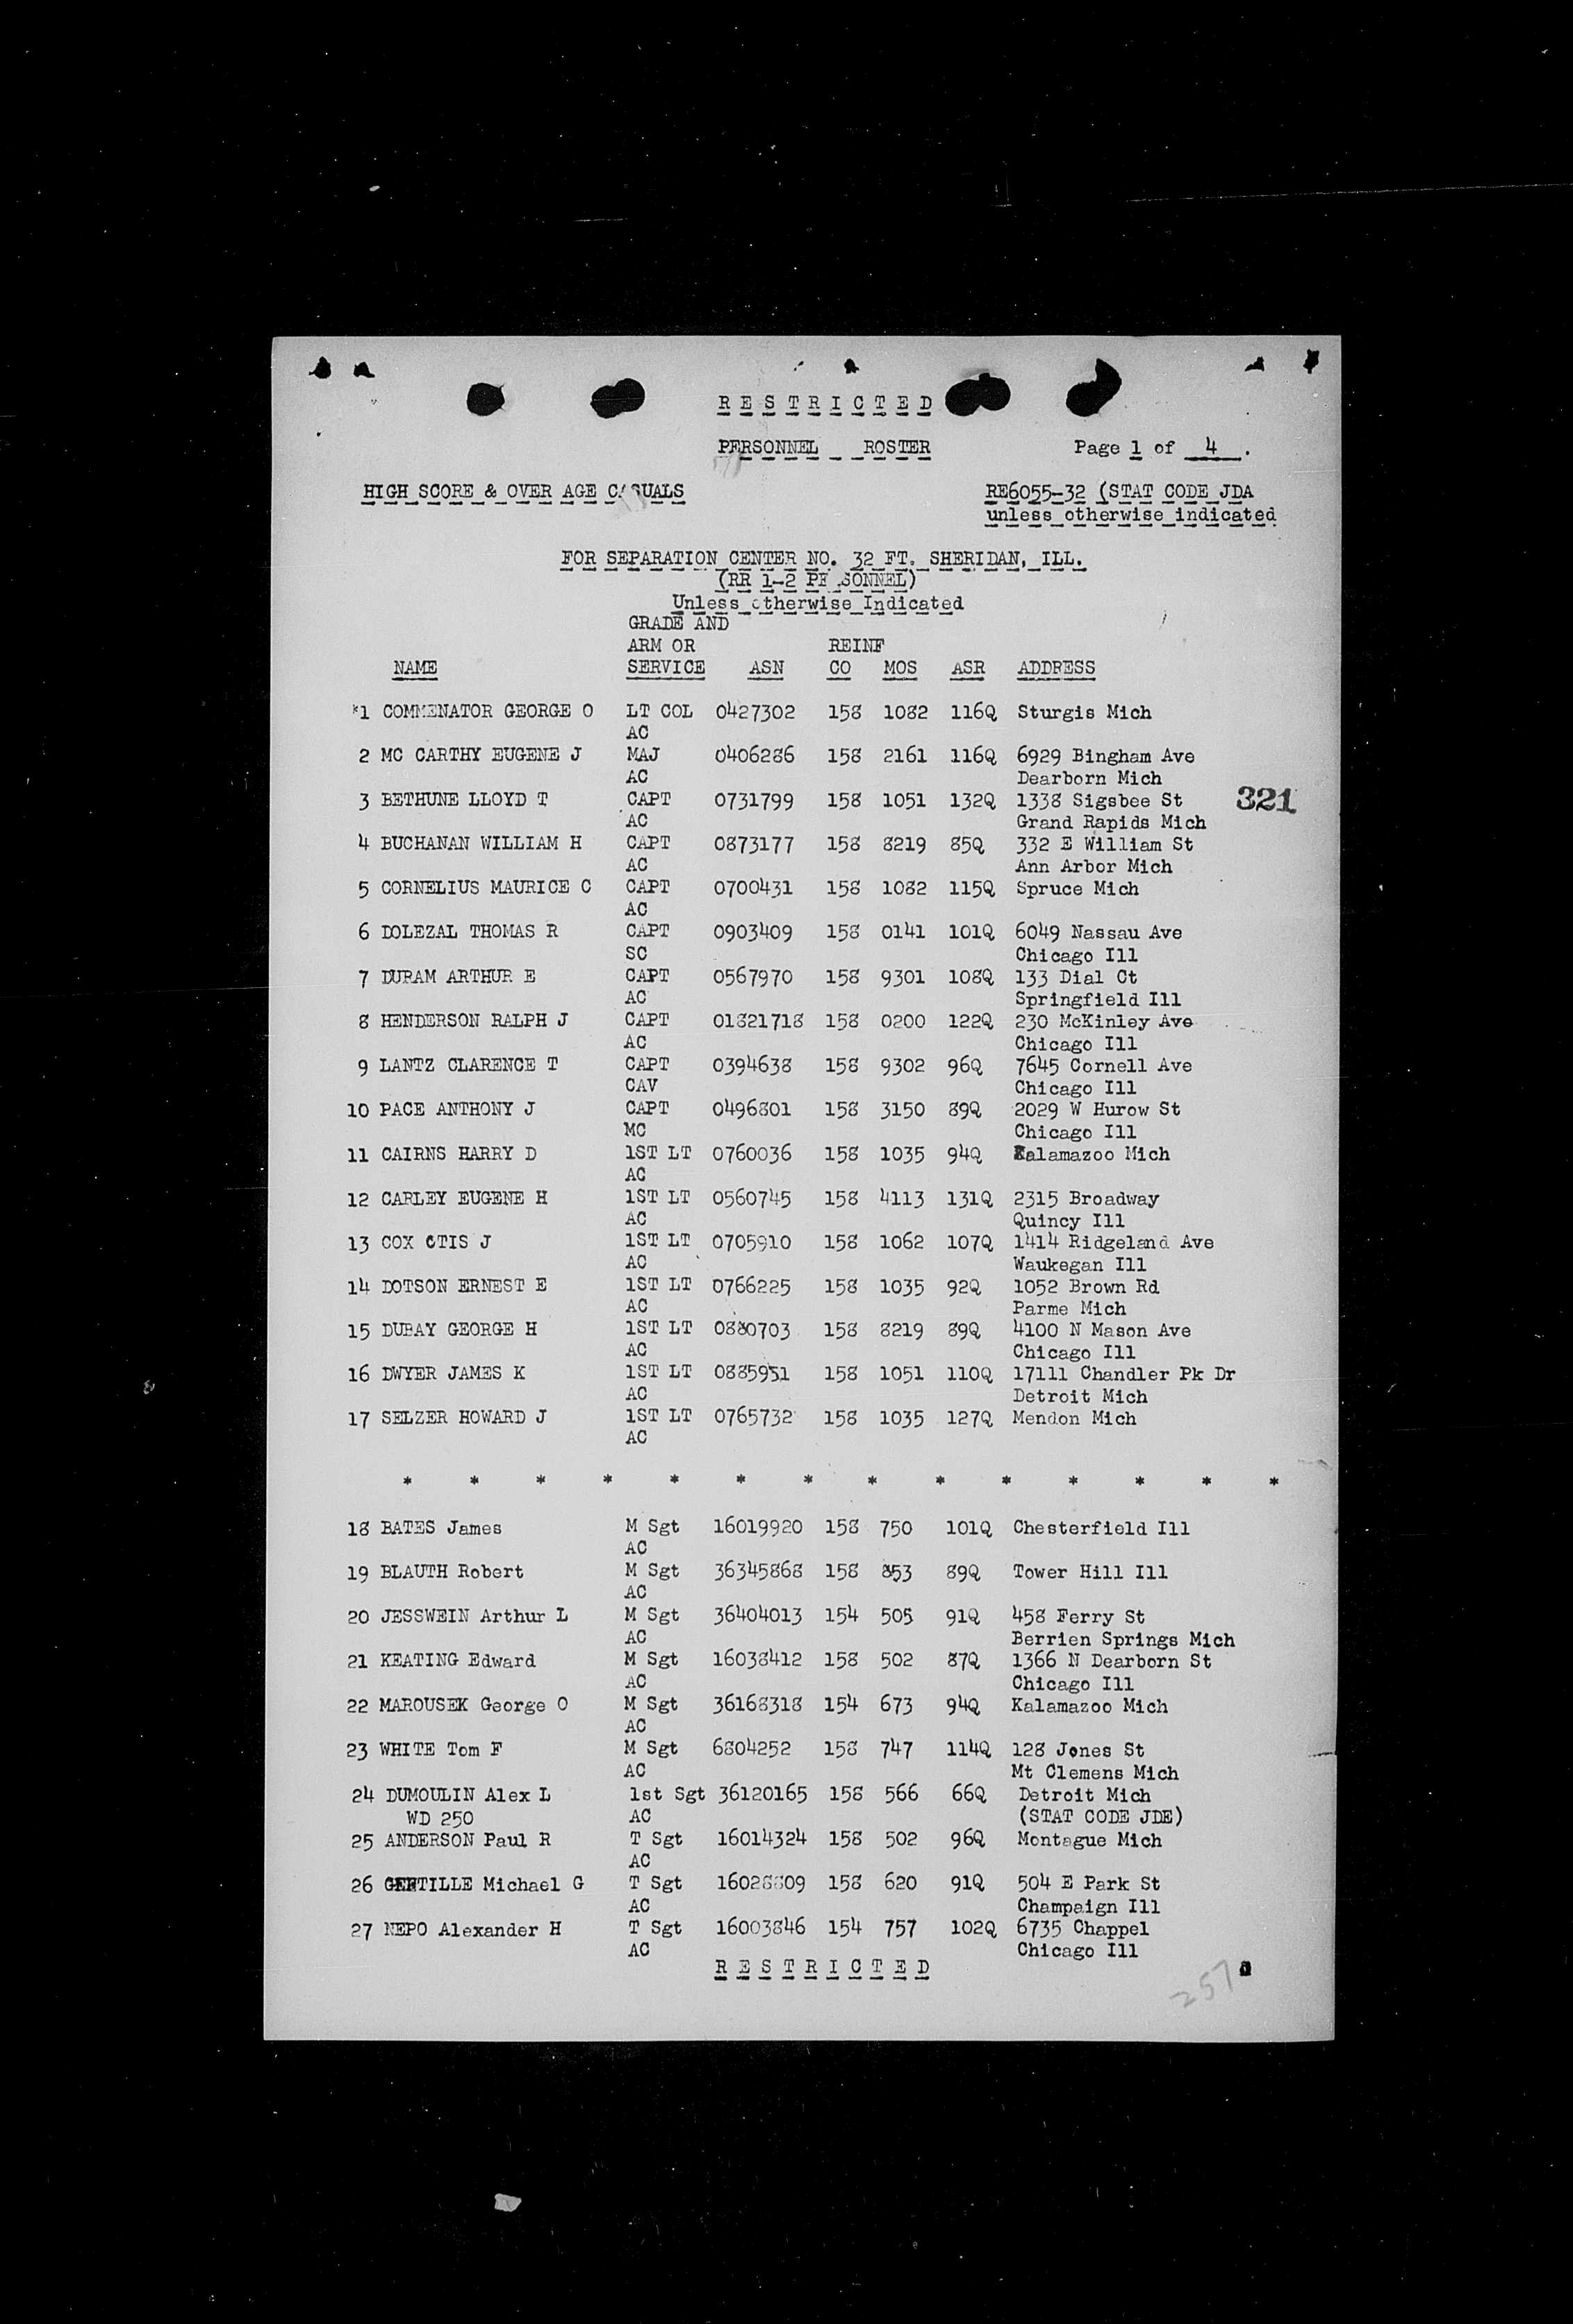 RESTRICTED
PERSONNEL ROSTER Page 1 of 4.
HIGH SCORE & OVER AGE CASUALS RE6055-32 (STAT CODE JDA
unless otherwise indicated
FOR SEPARATION CENTER NO. 32 FT. SHERIDAN, ILL.
(RR 1-2 PERSONNEL)
Unless otherwise Indicated
GRADE AND
ARM OR REINF
NAME SERVICE ASN CO MOS ASR ADDRESS
*1 COMMENATOR GEORGE O LT COL 0427302 158 1082 116Q Sturgis Mich
AC
2 MC CARTHY EUGENE J MAJ 0406286 158 2161 116Q 6929 Bingham Ave
AC Dearborn Mich
3 BETHUNE LLOYD T CAPT 0731799 158 1051 132Q 1338 Sigsbee St 321
AC Grand Rapids Mich
4 BUCHANAN WILLIAM H CAPT 0873177 158 8219 85Q 332 E William St
AC Ann Arbor Mich
5 CORNELIUS MAURICE C CAPT 0700431 158 1082 115Q Spruce Mich
AC
6 DOLEZAL THOMAS R CAPT 0903409 158 0141 101Q 6049 Nassau Ave
SC Chicago Ill
7 DURAM ARTHUR E CAPT 0567970 158 9301 108Q 133 Dial Ct
AC Springfield Ill
8 HENDERSON RALPH J CAPT 01821718 158 0200 122Q 230 McKinley Ave
AC Chicago Ill
9 LANTZ CLARENCE T CAPT 0394638 158 9302 96Q 7645 Cornell Ave
CAV Chicago Ill
10 PACE ANTHONY J CAPT 0496801 158 3150 89Q 2029 W Hurow St
MC Chicago Ill
11 CAIRNS HARRY D 1ST LT 0760036 158 1035 94Q Kalamazoo Mich
AC
12 CARLEY EUGENE H 1ST LT 0560745 158 4113 131Q 2315 Broadway
AC Quincy Ill
13 COX OTIS J 1ST LT 0705910 158 1062 107Q 1414 Ridgeland Ave
AC Waukegan Ill
14 DOTSON ERNEST E 1ST LT 0766225 158 1035 92Q 1052 Brown Rd
AC Parme Mich
15 DUBAY GEORGE H 1ST LT 0880703 158 8219 89Q 4100 N Mason Ave
AC Chicago Ill
16 DWYER JAMES K 1ST LT 0885951 158 1051 110Q 17111 Chandler Pk Dr
AC Detroit Mich
17 SELZER HOWARD J 1ST LT 0765732 158 1035 127Q Mendon Mich
AC
* * * * * * * * * * * * * *
18 BATES James M Sgt 16019920 158 750 101Q Chesterfield Ill
AC
19 BLAUTH Robert M Sgt 36345868 158 853 89Q Tower Hill Ill
AC
20 JESSWEIN Arthur L M Sgt 36404013 154 505 91Q 458 Ferry St
AC Berrien Springs Mich
21 KEATING Edward M Sgt 16038412 158 502 87Q 1366 N Dearborn St
AC Chicago Ill
22 MAROUSEK George O M Sgt 36168318 154 673 94Q Kalamazoo Mich
AC
23 WHITE Tom F M Sgt 6804252 158 747 114Q 128 Jones St
AC Mt Clemens Mich
24 DUMOULIN Alex L 1st Sgt 36120165 158 566 66Q Detroit Mich
WD 250 AC (STAT CODE JDE)
25 ANDERSON Paul R T Sgt 16014324 158 502 96Q Montague Mich
AC
26 Michael G T Sgt 158 620 91Q 504 E Park St
AC Champaign Ill
27 NEPO Alexander H T Sgt 16003846 154 757 102Q 6735 Chappel
AC Chicago Ill
RESTRICTED
257